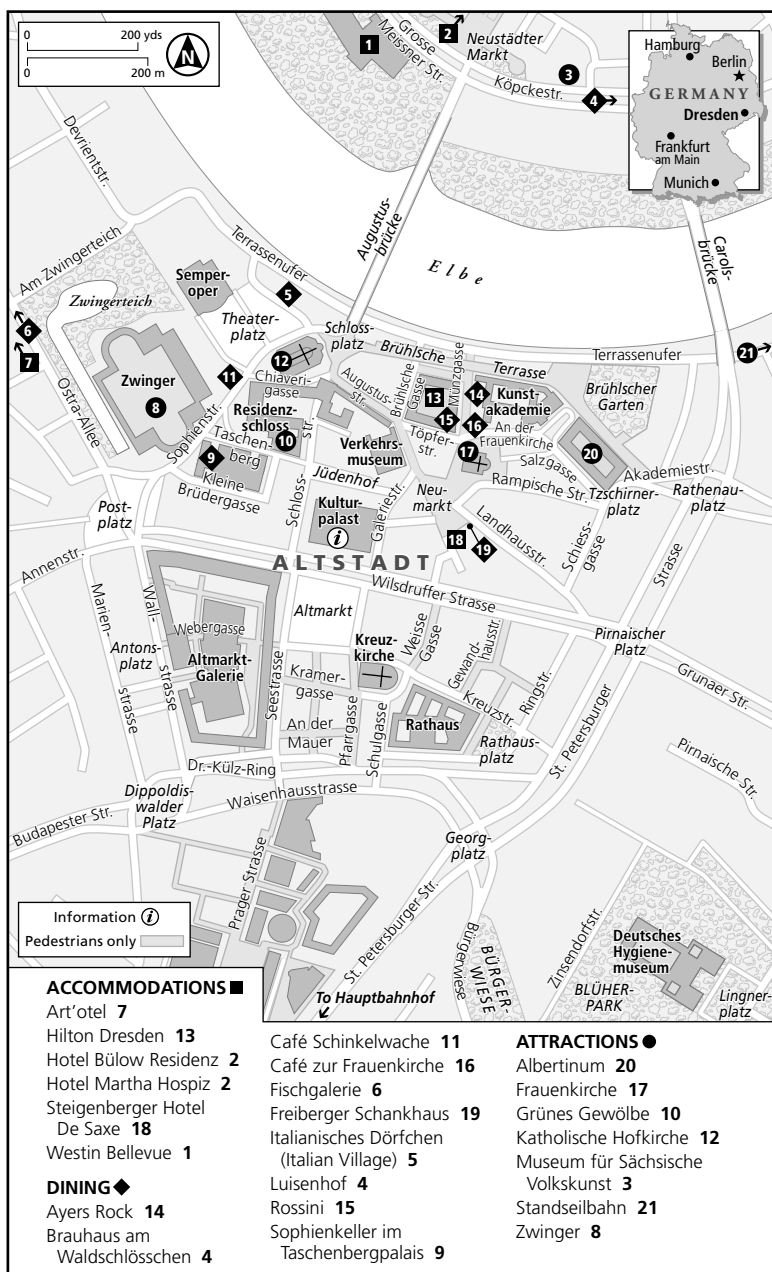 0 200 yds
0 200 m
N
1
2
Neustädter
Markt
3
Grosse
Meissner Str.
Köpckestr.
4
Hamburg
Berlin
GERMANY
Dresden
Frankfurt
am Main
Munich
Devrientstr.
Augustus-
brücke
Carols-
brücke
Elbe
Am Zwingerteich
Zwingerteich
Semper-
oper
Terrassenufer
5
Theater-
platz
Schloss-
platz
6
7
Ostra-Allee
Zwinger
8
11
12
Chiaveri-
gasse
Sophienstr.
Residenz-
schloss
10
Taschen-
berg
9
Kleine
Brüdergasse
Schloss-
str.
Augustus-
str.
Brühlsche
Terrasse
Brühlsche
Gasse
Münzgasse
13
14
15
16
Kunst-
akademie
Terrassenufer
21
Brühlscher
Garten
An der
Frauenkirche
Töpfer-
str.
17
Salzgasse
20
Verkehrs-
museum
Jüdenhof
Neu-
markt
Rampische Str.
Tzschirner-
platz
Akademiestr.
Rathenau-
platz
Post-
platz
Kultur-
palast
i
Galeriestr.
18
19
Landhausstr.
Schiess-
gasse
Strasse
ALTSTADT
Annenstr.
Wilsdruffer Strasse
Marien-
strasse
Wall-
strasse
Antons-
platz
Webergasse
Altmarkt-
Galerie
Altmarkt
Seestrasse
Kreuz-
kirche
Kramer-
gasse
An der
Mauer
Pfarrgasse
Schulgasse
Weisse
Gasse
Gewand-
hausstr.
Kreuzstr.
Ringstr.
Rathaus
Rathaus-
platz
Pirnaischer
Platz
Grunaer Str.
St. Petersburger
Pirnaische Str.
Dr.-Külz-Ring
Dippoldis-
walder
Platz
Waisenhausstrasse
Budapester Str.
Georg-
platz
Prager Strasse
St. Petersburger Str.
Bürgerwiese
BÜRGER-
WIESE
Zinsendorfstr.
Deutsches
Hygiene-
museum
BLÜHER-
PARK
Lingner-
platz
To Hauptbahnhof
Information i
Pedestrians only
ACCOMMODATIONS ■
Art'otel 7
Hilton Dresden 13
Hotel Bülow Residenz 2
Hotel Martha Hospiz 2
Steigenberger Hotel
De Saxe 18
Westin Bellevue 1
DINING ◆
Ayers Rock 14
Brauhaus am
Waldschlösschen 4
Café Schinkelwache 11
Café zur Frauenkirche 16
Fischgalerie 6
Freiberger Schankhaus 19
Italianisches Dörfchen
(Italian Village) 5
Luisenhof 4
Rossini 15
Sophienkeller im
Taschenbergpalais 9
ATTRACTIONS ●
Albertinum 20
Frauenkirche 17
Grünes Gewölbe 10
Katholische Hofkirche 12
Museum für Sächsische
Volkskunst 3
Standseilbahn 21
Zwinger 8